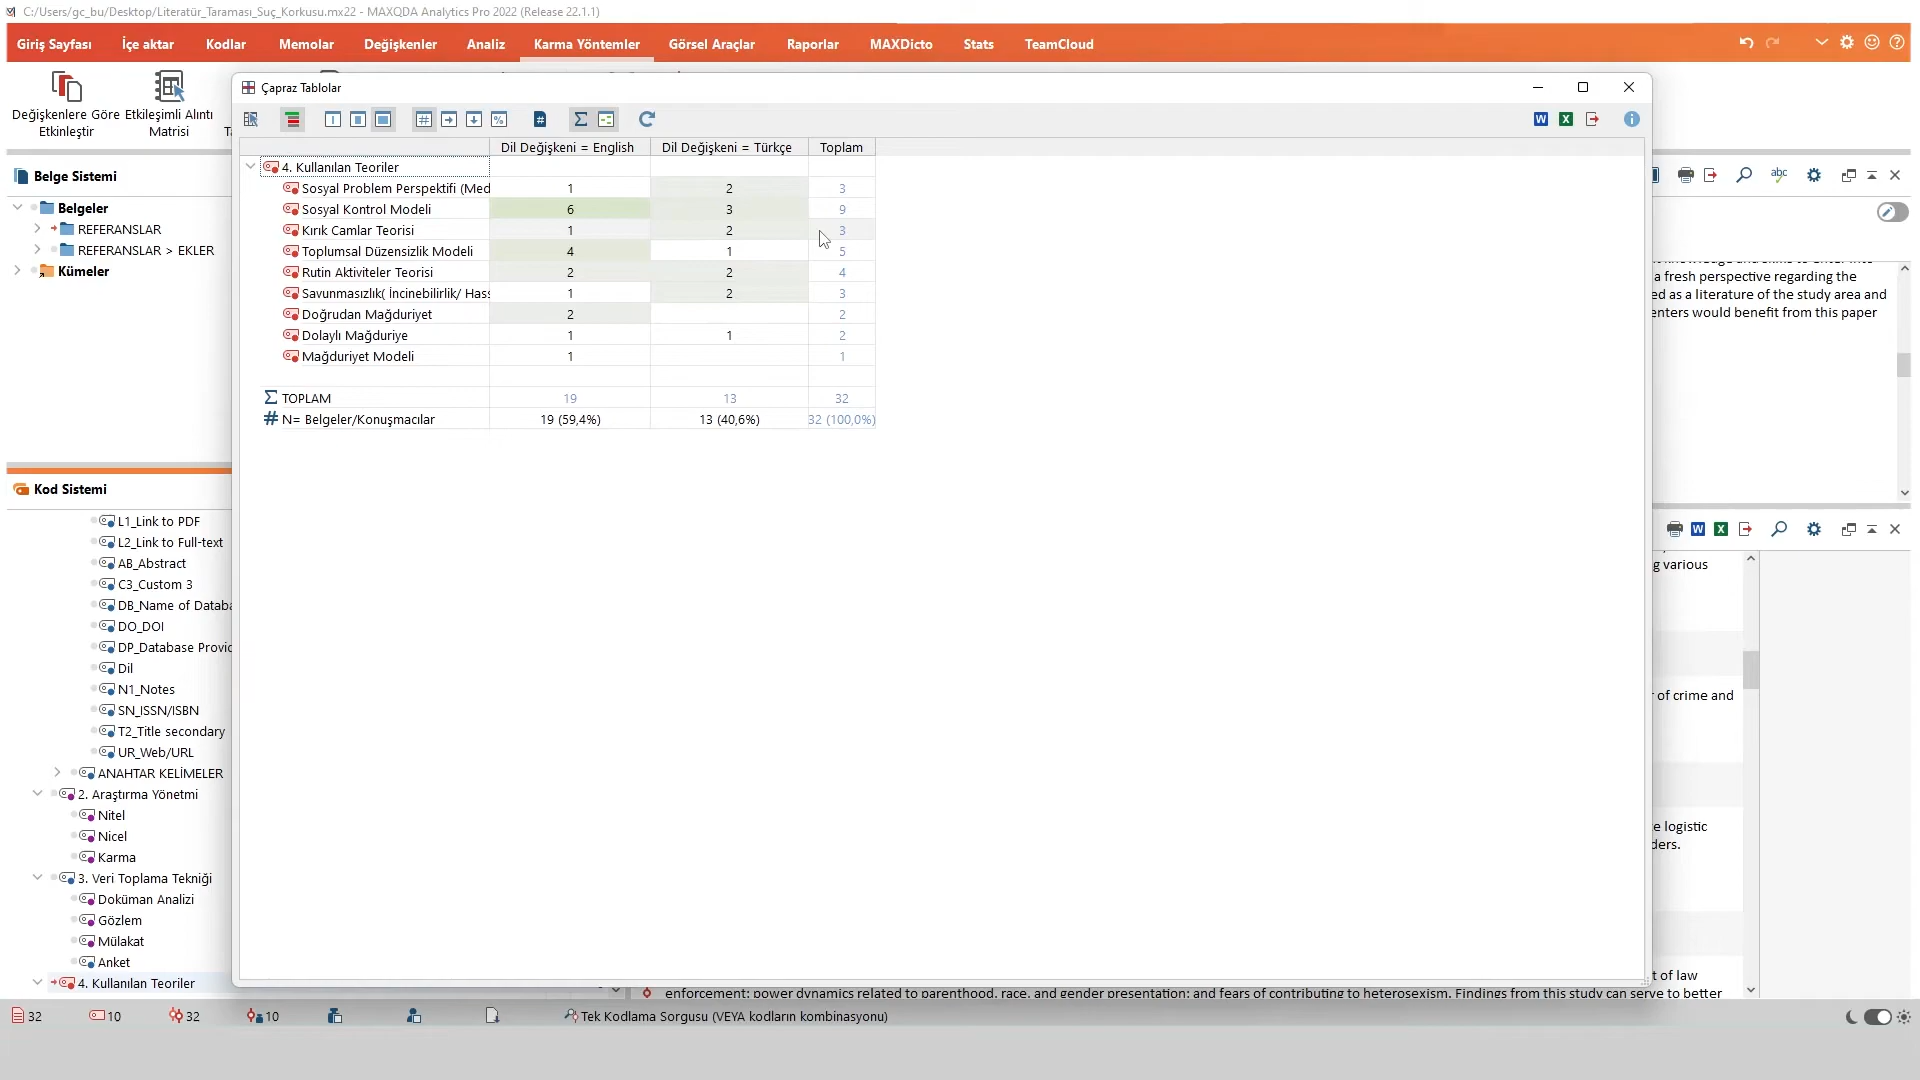 C:/Users/gc_bu/Desktop/Literatür_Taraması_Suç_Korkusu.mx22 - MAXQDA Analytics Pro 2022 (Release 22.1.1)
Giriş Sayfası İçe aktar Kodlar Memolar Değişkenler Analiz Karma Yöntemler Görsel Araçlar Raporlar MAXDicto Stats TeamCloud
Değişkenlere Göre Etkinleştir
Etkileşimli Alıntı Matrisi
Çapraz Tablolar
Dil Değişkeni = English Dil Değişkeni = Türkçe Toplam
4. Kullanılan Teoriler
Sosyal Problem Perspektifi (Med 1 2 3
Sosyal Kontrol Modeli 6 3 9
Kırık Camlar Teorisi 1 2 3
Toplumsal Düzensizlik Modeli 4 1 5
Rutin Aktiviteler Teorisi 2 2 4
Savunmasızlık( İncinebilirlik/ Hass 1 2 3
Doğrudan Mağduriyet 2 2
Dolaylı Mağduriye 1 1 2
Mağduriyet Modeli 1 1
TOPLAM 19 13 32
N= Belgeler/Konuşmacılar 19 (59,4%) 13 (40,6%) 32 (100,0%)
Belge Sistemi
Belgeler
REFERANSLAR
REFERANSLAR > EKLER
Kümeler
Kod Sistemi
L1_Link to PDF
L2_Link to Full-text
AB_Abstract
C3_Custom 3
DB_Name of Databa
DO_DOI
DP_Database Provic
Dil
N1_Notes
SN_ISSN/ISBN
T2_Title secondary
UR_Web/URL
ANAHTAR KELİMELER
2. Araştırma Yönetmi
Nitel
Nicel
Karma
3. Veri Toplama Tekniği
Doküman Analizi
Gözlem
Mülakat
Anket
4. Kullanılan Teoriler
a fresh perspective regarding the
ed as a literature of the study area and
enters would benefit from this paper
g various
r of crime and
e logistic
ders.
t of law
enforcement; power dynamics related to parenthood, race, and gender presentation; and fears of contributing to heterosexism. Findings from this study can serve to better
32 10 32 10 Tek Kodlama Sorgusu (VEYA kodların kombinasyonu)